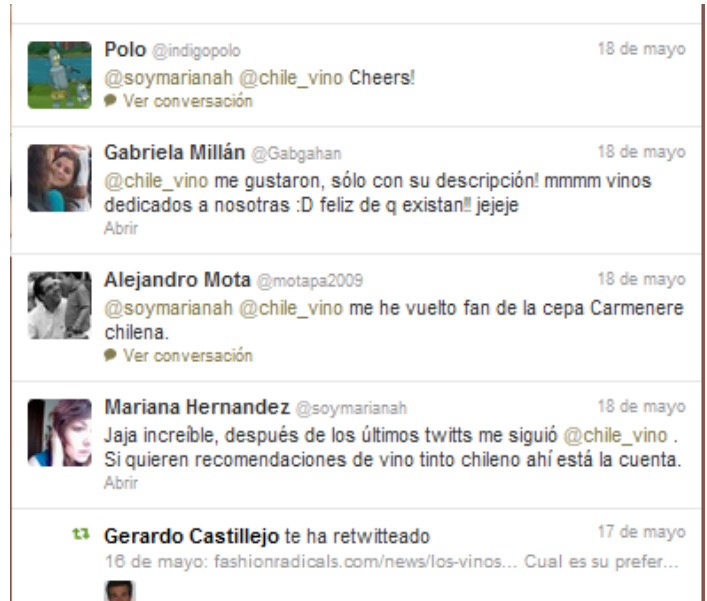 Polo @indigopolo 18 de mayo
@soymarianah @chile_vino Cheers!
Ver conversación
Gabriela Millán @Gabgahan 18 de mayo
@chile_vino me gustaron, sólo con su descripción! mmmm vinos
dedicados a nosotras :D feliz de q existan!! jejeje
Abrir
Alejandro Mota @motapa2009 18 de mayo
@soymarianah @chile_vino me he vuelto fan de la cepa Carmenere
chilena.
Ver conversación
Mariana Hernandez @soymarianah 18 de mayo
Jaja increíble, después de los últimos twitts me siguió @chile_vino .
Si quieren recomendaciones de vino tinto chileno ahí está la cuenta.
Abrir
Gerardo Castillejo te ha retwitteado 17 de mayo
16 de mayo: fashionradicals.com/news/los-vinos... Cual es su prefer...